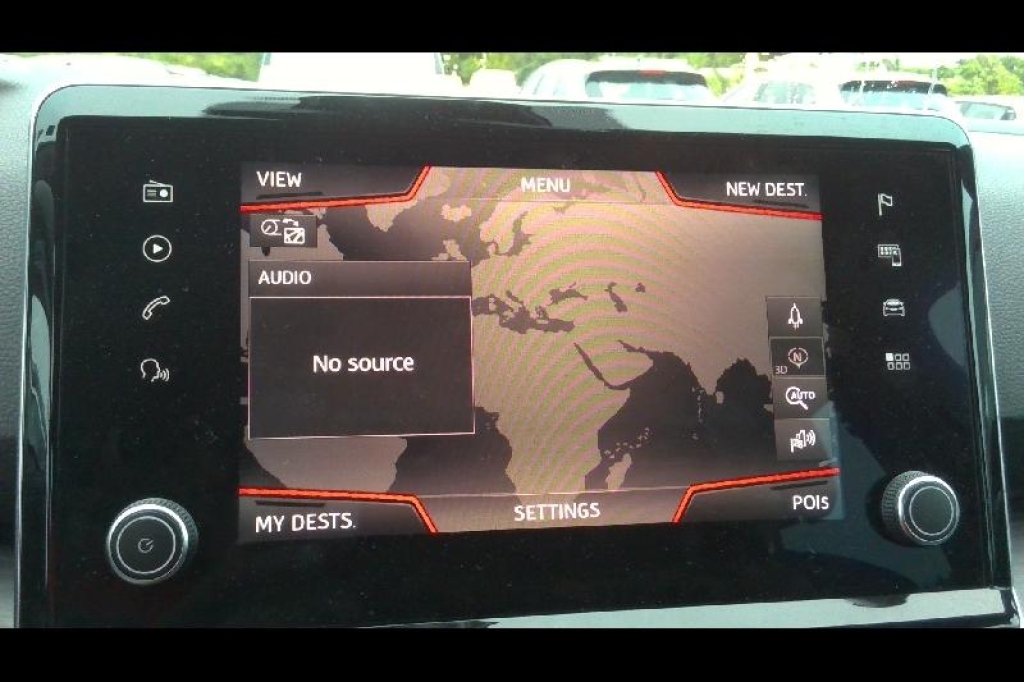 VIEW
MENU
NEW DEST.
AUDIO
No source
N
3D
AUTO
MY DESTS.
SETTINGS
POIS